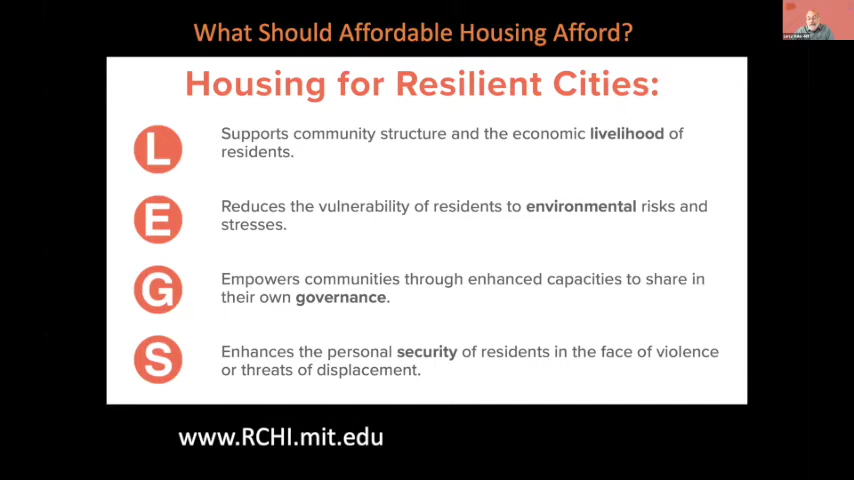 What Should Affordable Housing Afford?
Housing for Resilient Cities:
L
Supports community structure and the economic livelihood of
residents.
E
Reduces the vulnerability of residents to environmental risks and
stresses.
G
Empowers communities through enhanced capacities to share in
their own governance.
S
Enhances the personal security of residents in the face of violence
or threats of displacement.
www.RCHI.mit.edu